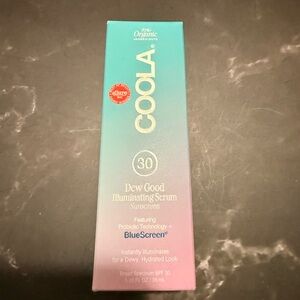 Organic
COOLA®
allure
30
Dew Good
Illuminating Serum
Sunscreen
Featuring
Probiotic Technology +
BlueScreen®
Instantly Illuminates
for a Dewy, Hydrated Look
Broad Spectrum SPF 30